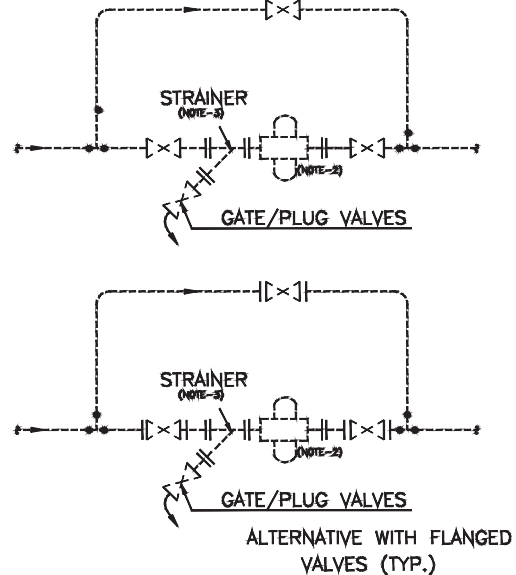 STRAINER
(NOTE-3)
(NOTE-2)
GATE/PLUG VALVES
STRAINER
(NOTE-3)
(NOTE-2)
GATE/PLUG VALVES
ALTERNATIVE WITH FLANGED
VALVES (TYP.)